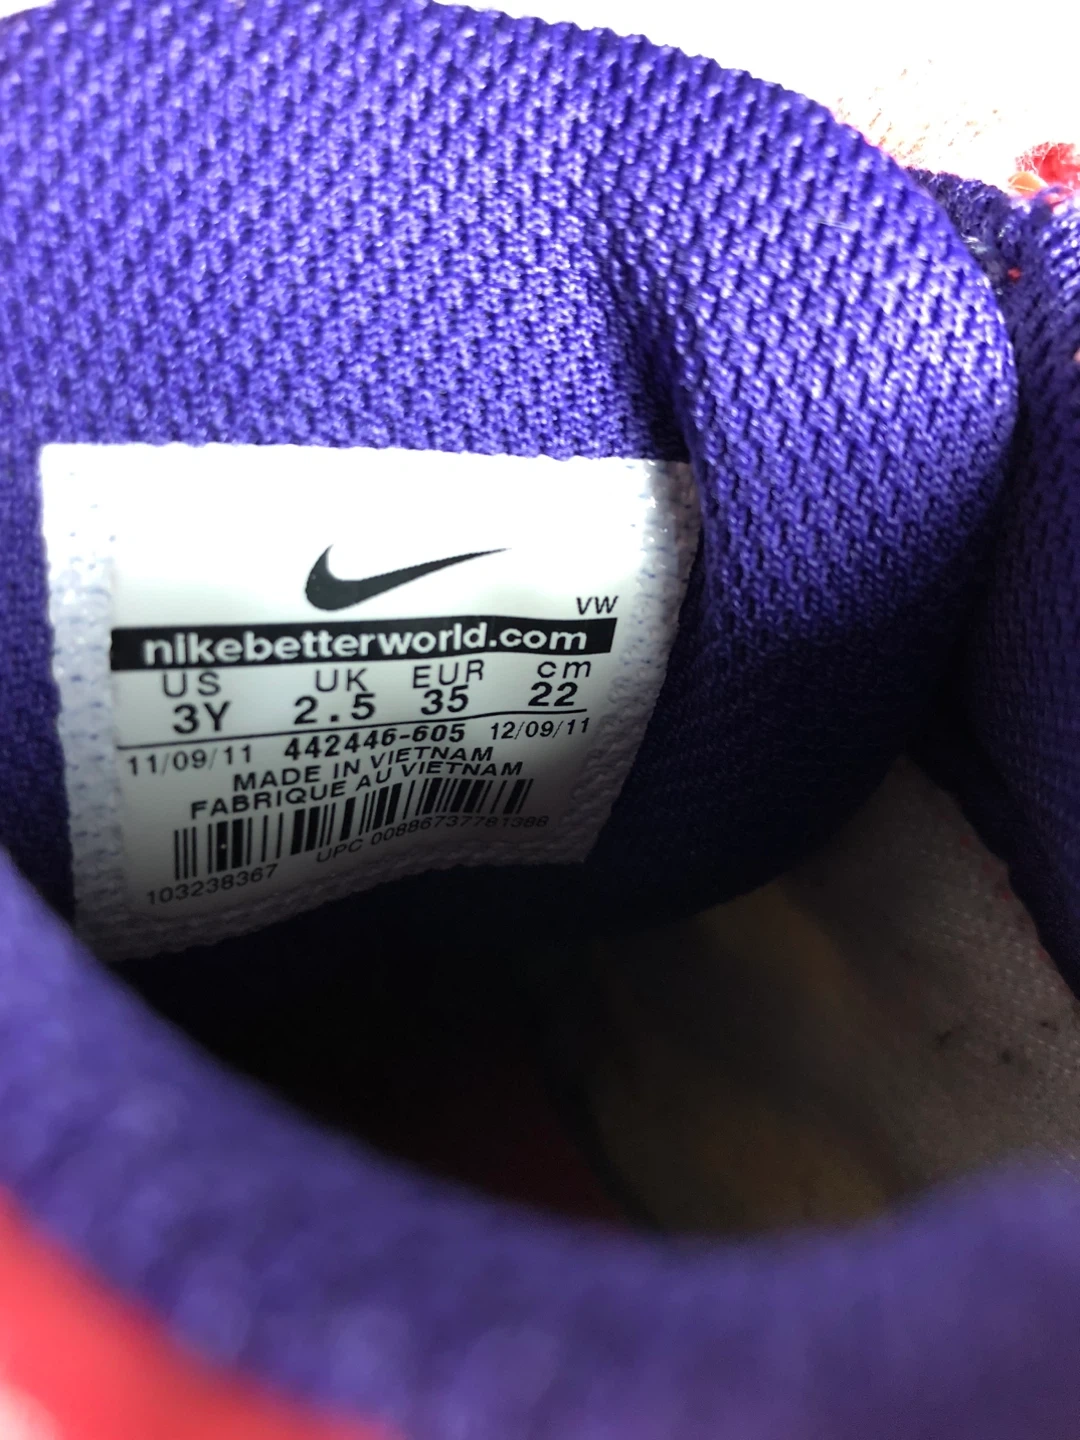 VW
nikebetterworld.com
US UK EUR cm
3Y 2.5 35 22
11/09/11 442446-605 12/09/11
MADE IN VIETNAM
FABRIQUE AU VIETNAM
UPC 00886737781388
103238367